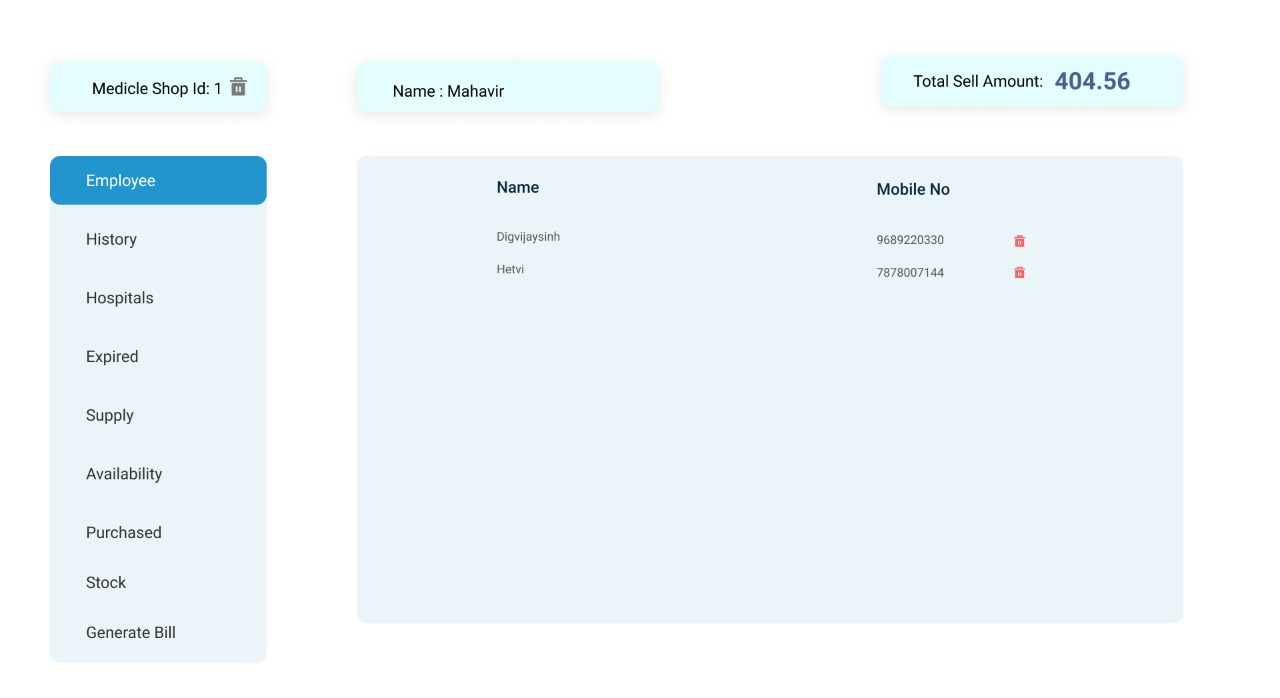 Medicle Shop Id: 1
Name : Mahavir
Total Sell Amount: 404.56
Employee
History
Hospitals
Expired
Supply
Availability
Purchased
Stock
Generate Bill
Name Mobile No
Digvijaysinh 9689220330
Hetvi 7878007144